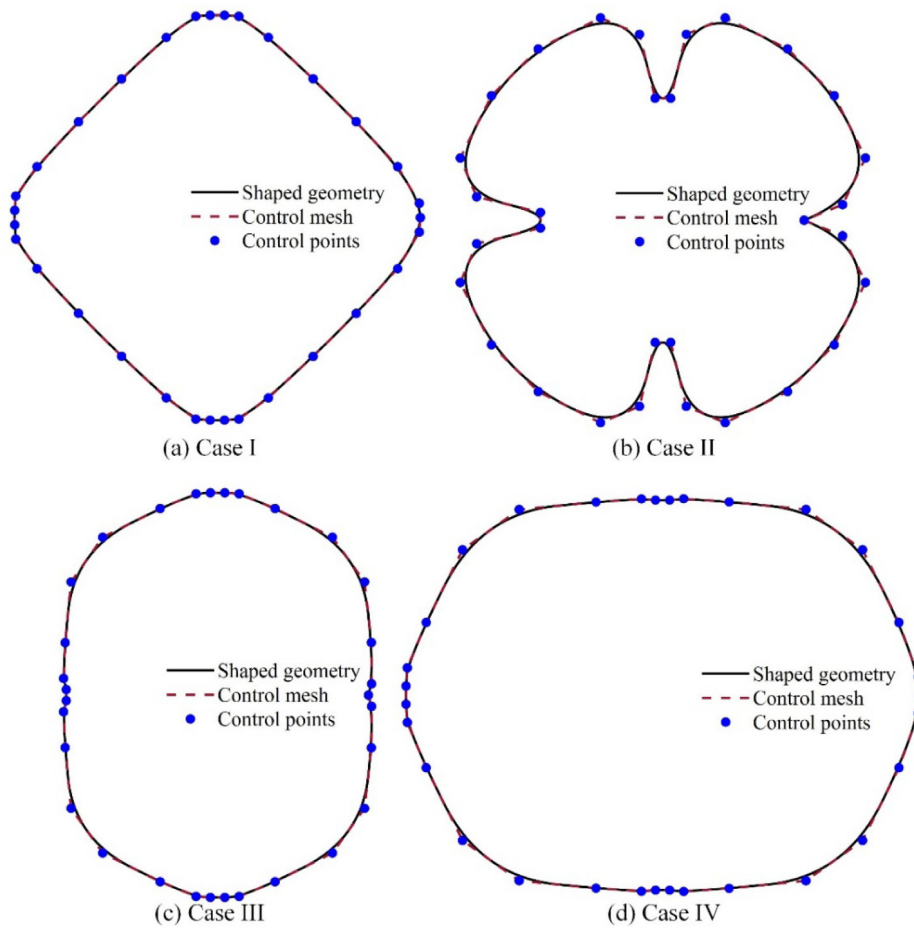 Shaped geometry
Control mesh
Control points
(a) Case I
Shaped geometry
Control mesh
Control points
(b) Case II
Shaped geometry
Control mesh
Control points
(c) Case III
Shaped geometry
Control mesh
Control points
(d) Case IV